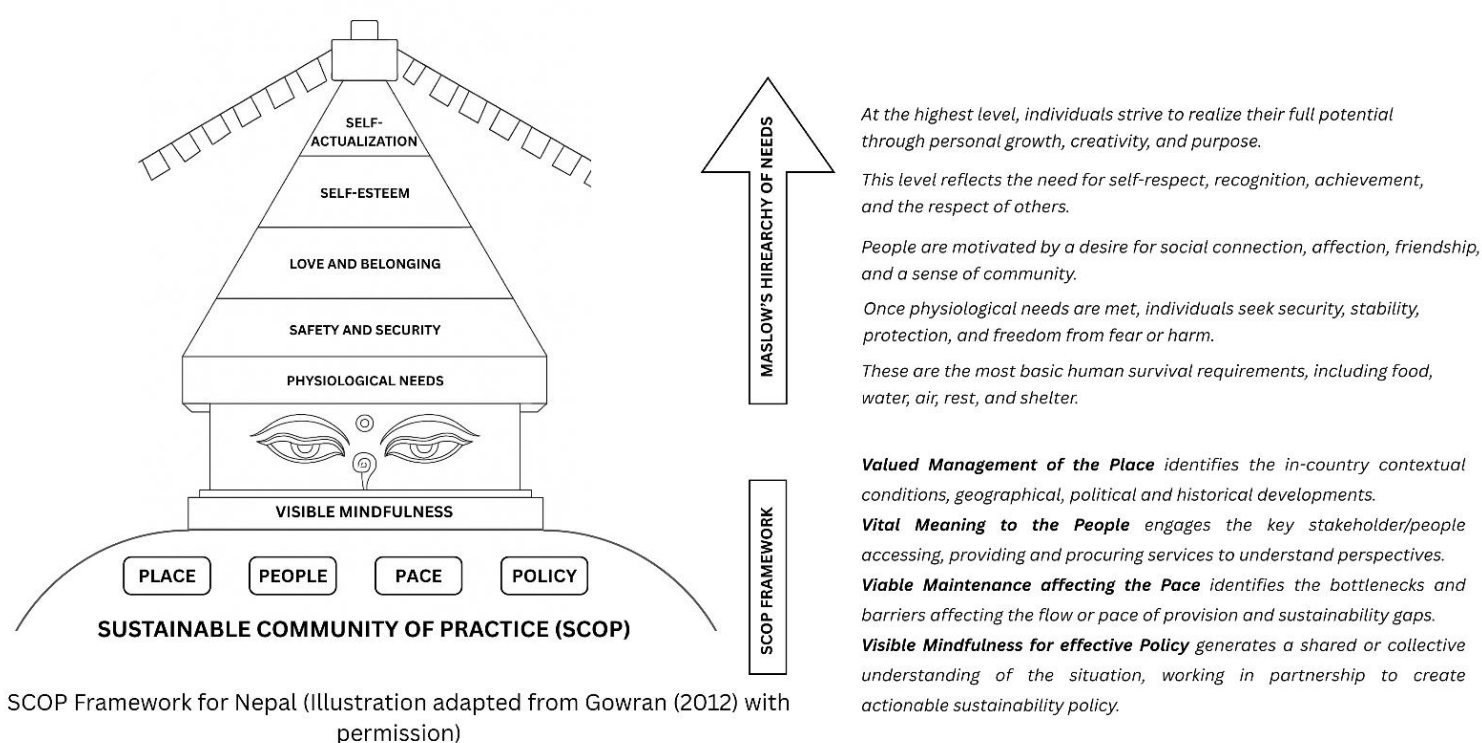 SELF-
ACTUALIZATION
SELF-ESTEEM
LOVE AND BELONGING
SAFETY AND SECURITY
PHYSIOLOGICAL NEEDS
VISIBLE MINDFULNESS
PLACE
PEOPLE
PACE
POLICY
SUSTAINABLE COMMUNITY OF PRACTICE (SCOP)
SCOP Framework for Nepal (Illustration adapted from Gowran (2012) with
permission)
MASLOW'S HIREARCHY OF NEEDS
SCOP FRAMEWORK
At the highest level, individuals strive to realize their full potential
through personal growth, creativity, and purpose.
This level reflects the need for self-respect, recognition, achievement,
and the respect of others.
People are motivated by a desire for social connection, affection, friendship,
and a sense of community.
Once physiological needs are met, individuals seek security, stability,
protection, and freedom from fear or harm.
These are the most basic human survival requirements, including food,
water, air, rest, and shelter.
Valued Management of the Place identifies the in-country contextual
conditions, geographical, political and historical developments.
Vital Meaning to the People engages the key stakeholder/people
accessing, providing and procuring services to understand perspectives.
Viable Maintenance affecting the Pace identifies the bottlenecks and
barriers affecting the flow or pace of provision and sustainability gaps.
Visible Mindfulness for effective Policy generates a shared or collective
understanding of the situation, working in partnership to create
actionable sustainability policy.